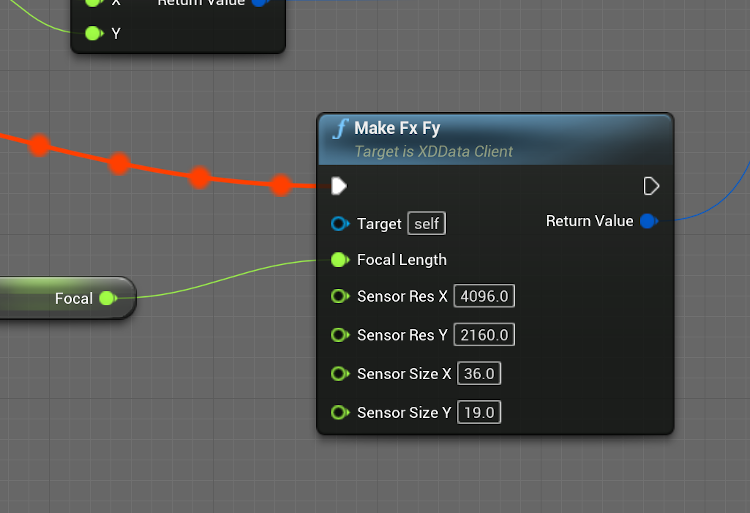 X Return Value
Y
f Make Fx Fy
Target is XDData Client
Target self
Return Value
Focal Length
Focal
Sensor Res X 4096.0
Sensor Res Y 2160.0
Sensor Size X 36.0
Sensor Size Y 19.0